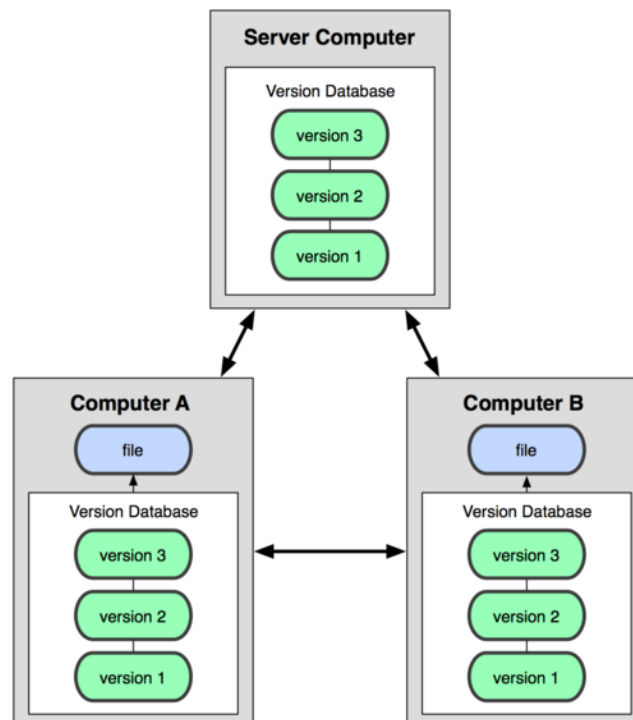 Server Computer
Version Database
version 3
version 2
version 1
Computer A
file
Version Database
version 3
version 2
version 1
Computer B
file
Version Database
version 3
version 2
version 1